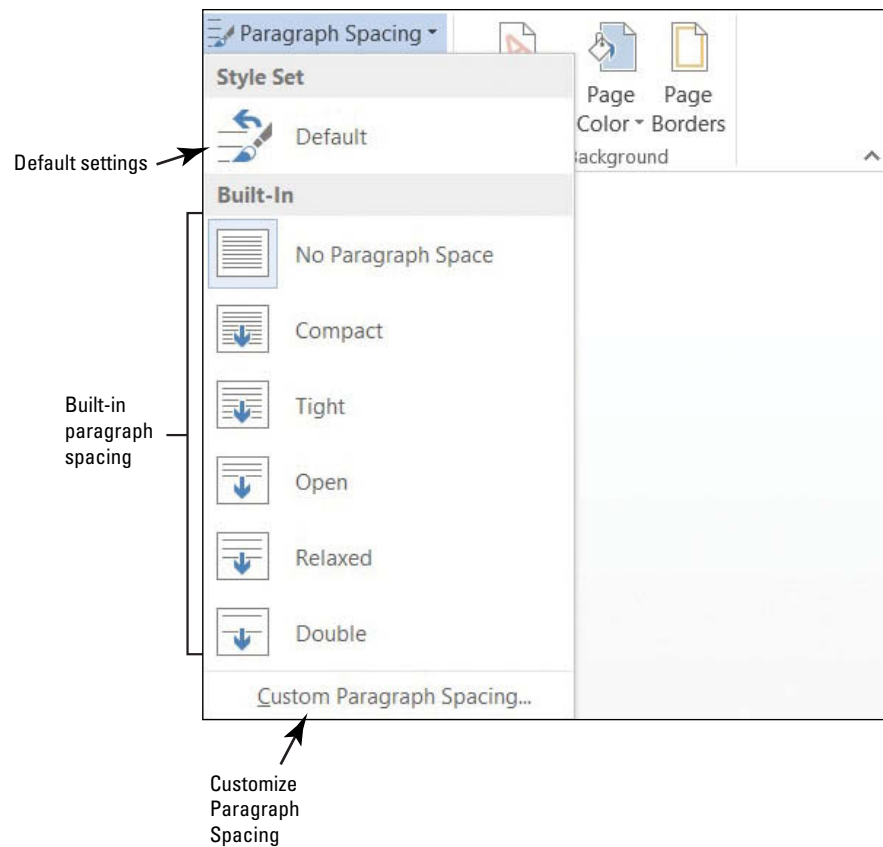 Paragraph Spacing
Style Set
Page Color
Page Borders
Default
Default settings
ackground
Built-In
No Paragraph Space
Compact
Built-in
paragraph
spacing
Tight
Open
Relaxed
Double
Custom Paragraph Spacing...
Customize
Paragraph
Spacing